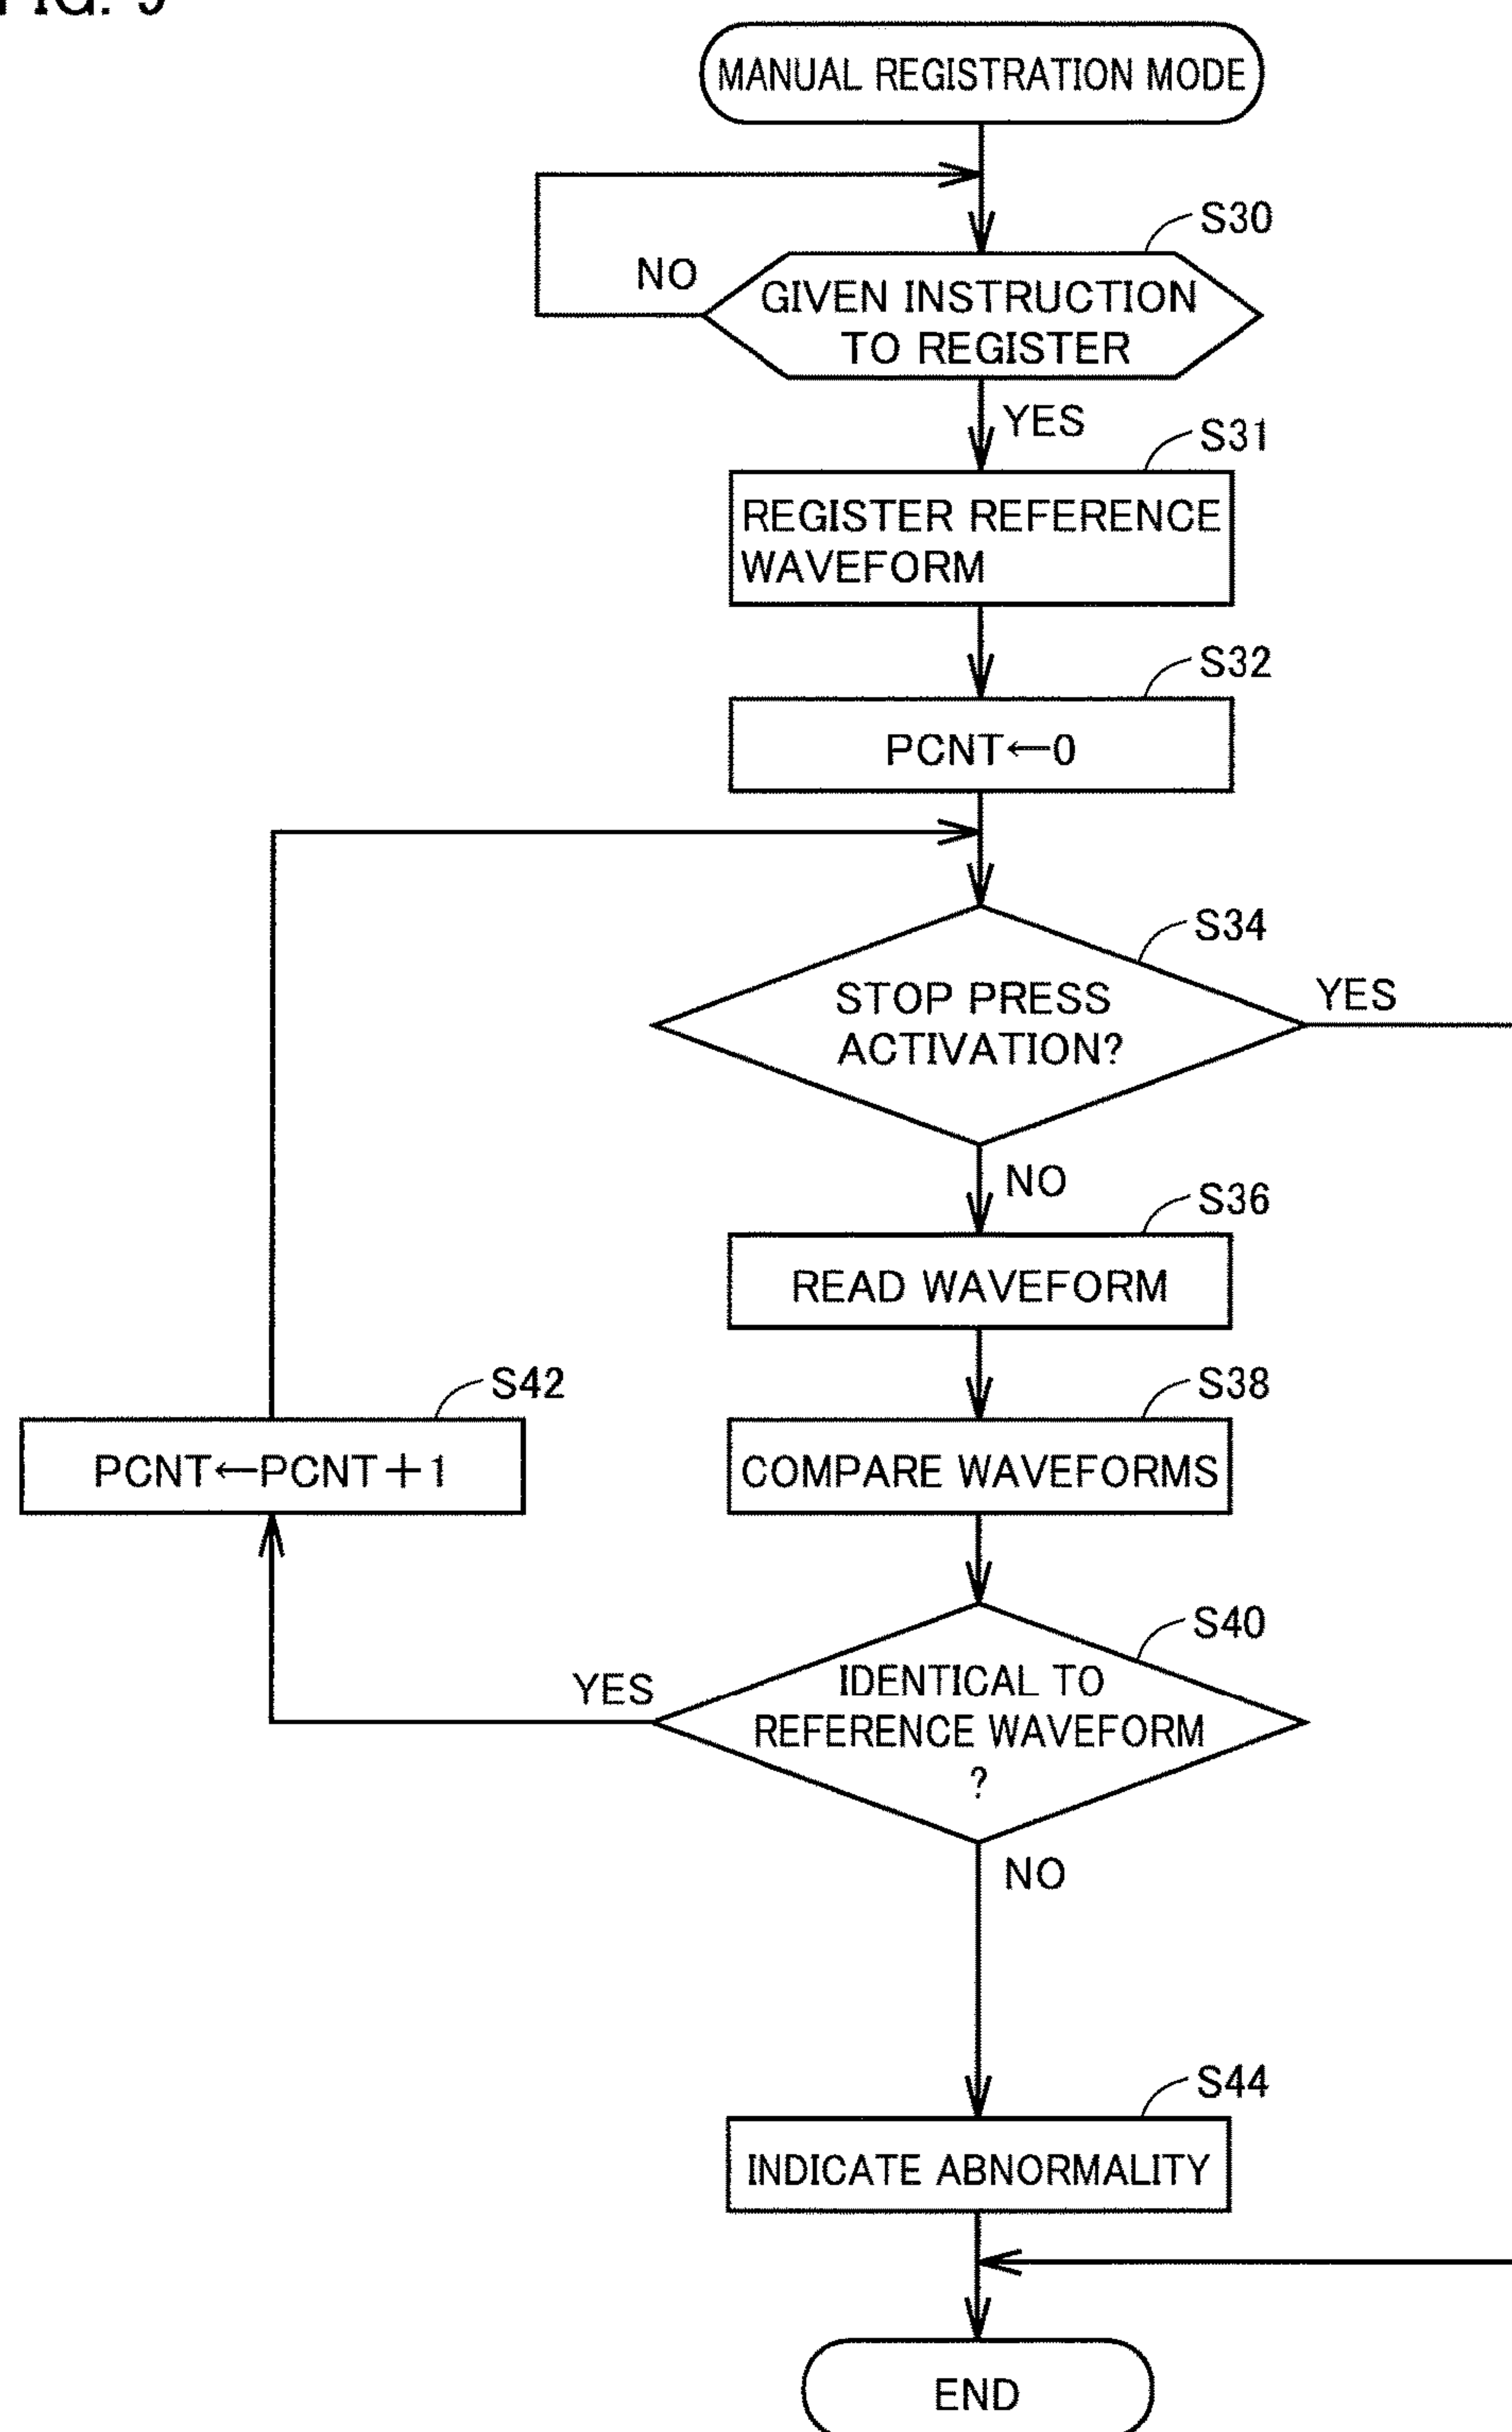 FIG. 9
MANUAL REGISTRATION MODE
S30
NO
GIVEN INSTRUCTION
TO REGISTER
YES
S31
REGISTER REFERENCE
WAVEFORM
S32
PCNT←0
S34
STOP PRESS
ACTIVATION?
YES
NO
S36
READ WAVEFORM
S42
S38
PCNT←PCNT+1
COMPARE WAVEFORMS
S40
YES
IDENTICAL TO
REFERENCE WAVEFORM
?
NO
S44
INDICATE ABNORMALITY
END